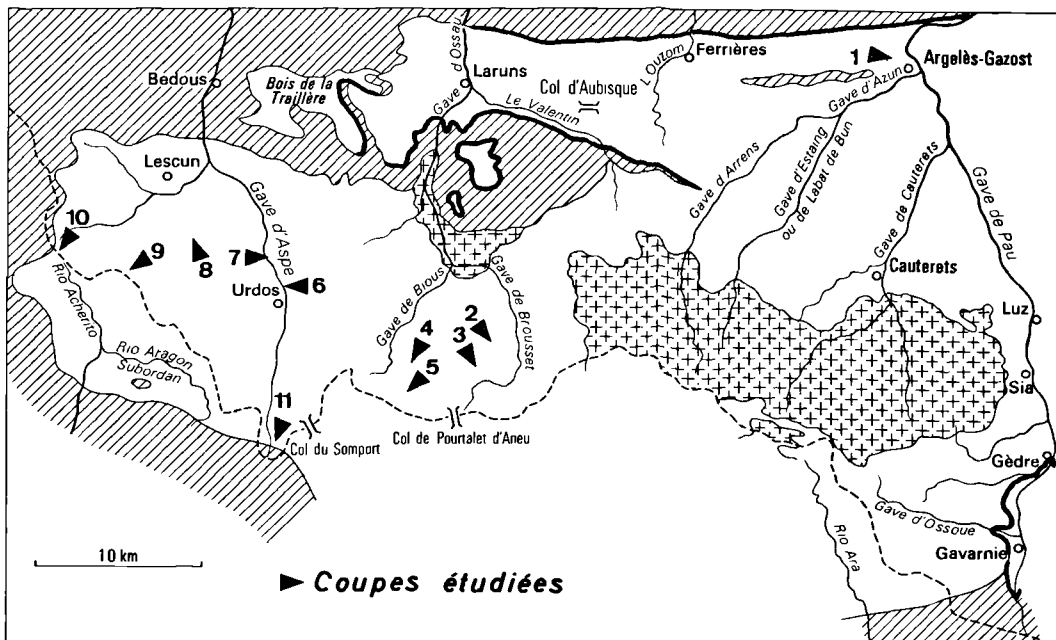 Bedous
Bois de la
Traillère
Gave d'Ossau
Laruns
Le Valentin
Col d'Aubisque
L'Ouzom
Ferrières
1
Argelès-Gazost
Gave d'Azun
Gave d'Arrens
Gave d'Estaing
ou de Labat de Bun
Gave de Cauterets
Gave de Pau
Lescun
Gave d'Aspe
10
9
8
7
6
Urdos
Rio Acherito
Rio Aragon
Subordan
11
Col du Somport
Gave de Bious
Gave de Brousset
2
3
4
5
Col de Pourtalet d'Aneu
Cauterets
Luz
Sia
Gèdre
Gave d'Ossoue
Gavarnie
Rio Ara
10 km
Coupes étudiées